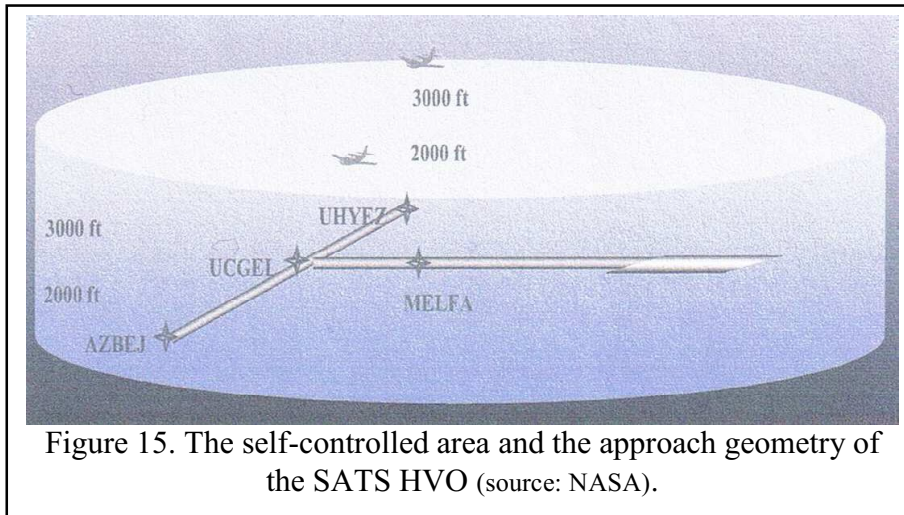 3000 ft
2000 ft
UHYEZ
3000 ft
UCGEL
2000 ft
MELFA
AZBEJ
Figure 15. The self-controlled area and the approach geometry of
the SATS HVO (source: NASA).